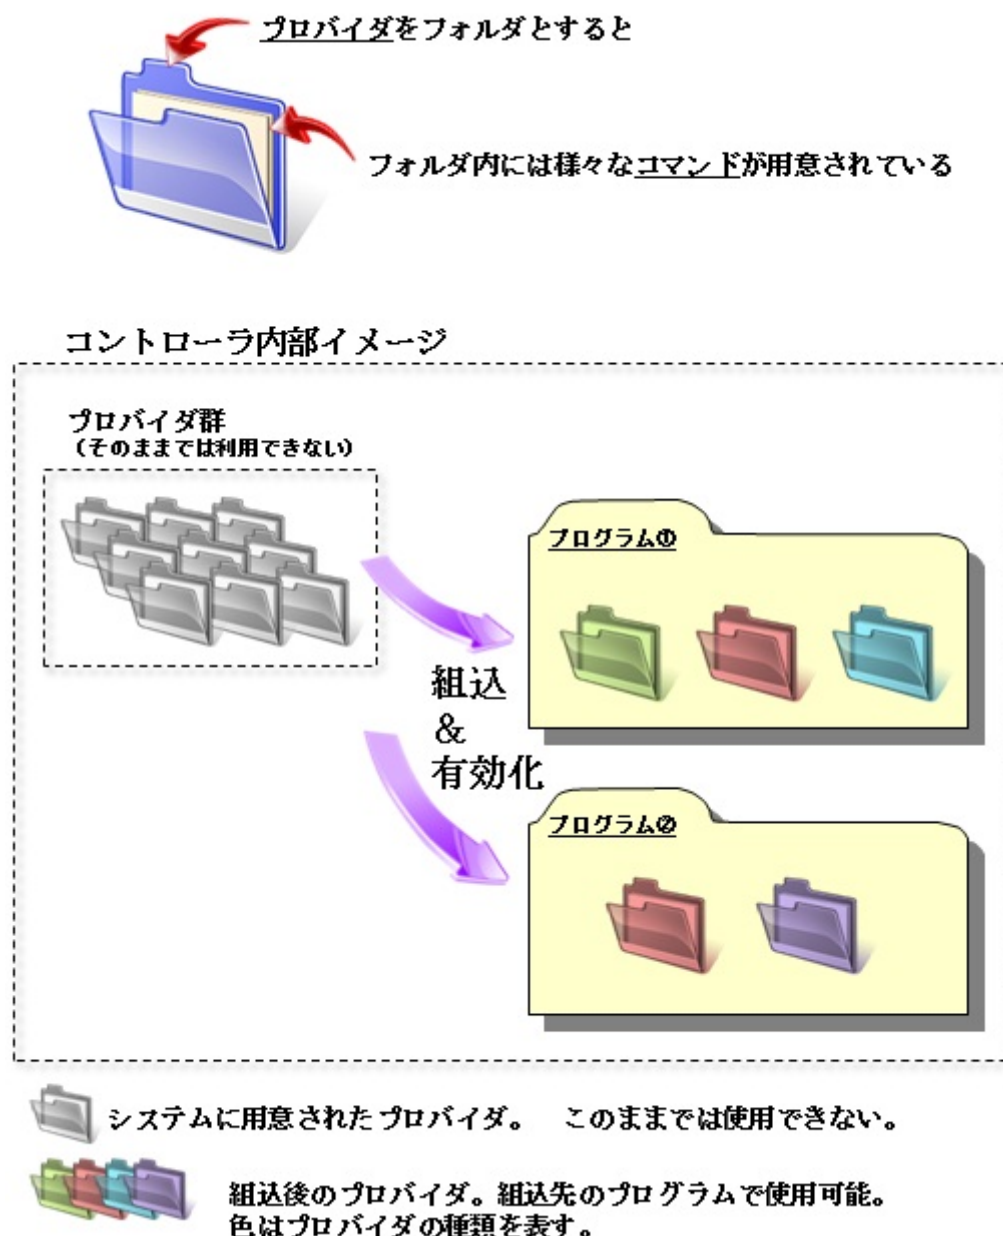 プロバイダをフォルダとすると
フォルダ内には様々なコマンドが用意されている
コントローラ内部イメージ
プロバイダ群
（そのままでは利用できない）
プログラム①
組込
&
有効化
プログラム②
システムに用意されたプロバイダ。　このままでは使用できない。
組込後のプロバイダ。組込先のプログラムで使用可能。
色はプロバイダの種類を表す。